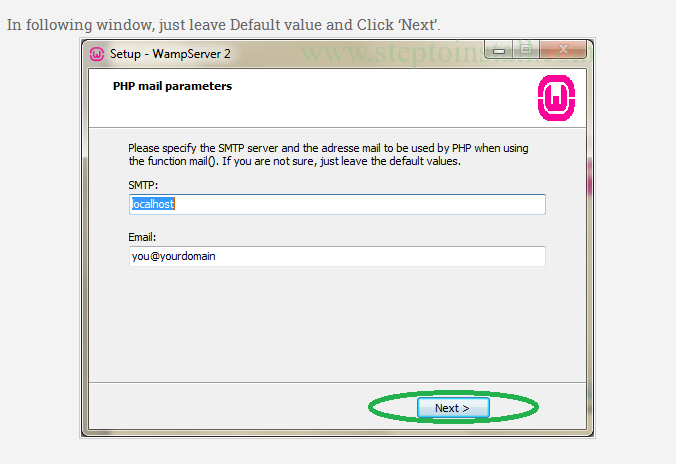 In following window, just leave Default value and Click ‘Next’.
Setup - WampServer 2
www.steptoinstall.com
PHP mail parameters
W
Please specify the SMTP server and the adresse mail to be used by PHP when using
the function mail(). If you are not sure, just leave the default values.
SMTP:
localhost
Email:
you@yourdomain
Next >